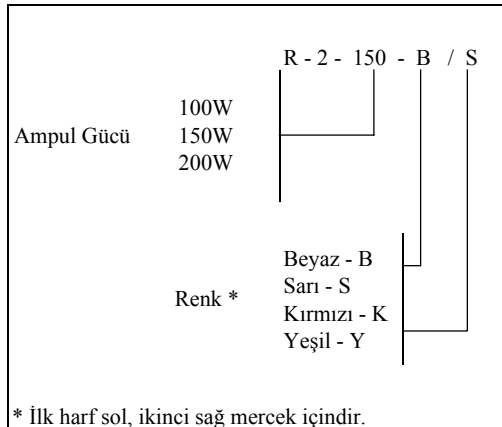 R - 2 - 150 - B / S
100W
Ampul Gücü 150W
200W
Beyaz - B
Sarı - S
Renk *
Kırmızı - K
Yeşil - Y
* İlk harf sol, ikinci sağ mercek içindir.